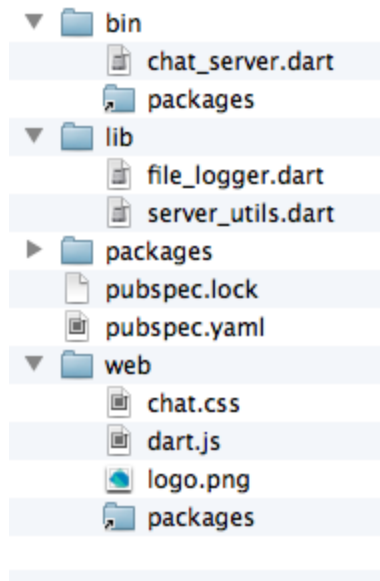 bin
chat_server.dart
packages
lib
file_logger.dart
server_utils.dart
packages
pubspec.lock
pubspec.yaml
web
chat.css
dart.js
logo.png
packages